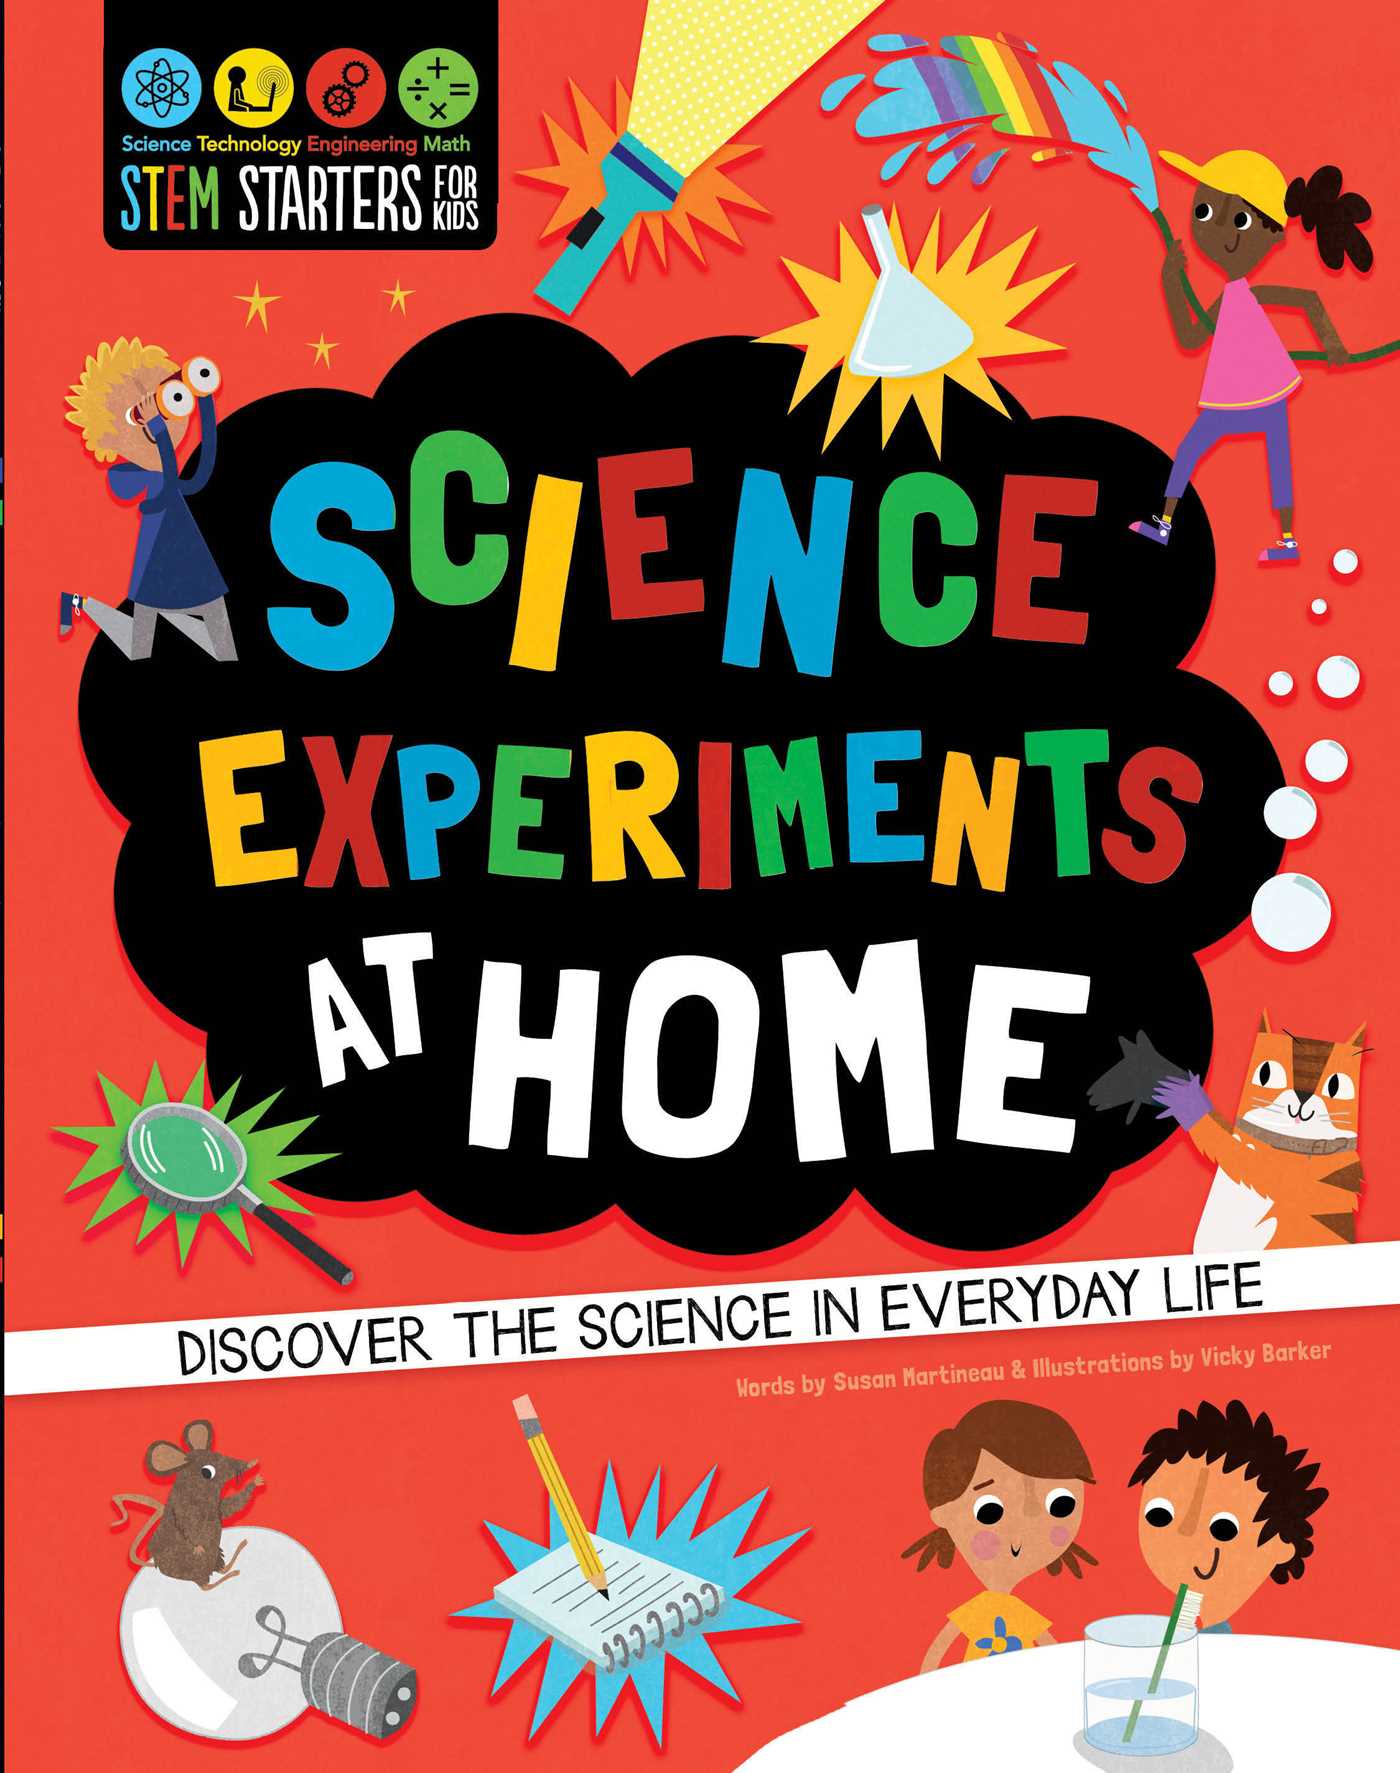 Science Technology Engineering Math
STEM STARTERS FOR KIDS
SCIENCE
EXPERIMENTS
AT HOME
DISCOVER THE SCIENCE IN EVERYDAY LIFE
Words by Susan Martineau & Illustrations by Vicky Barker